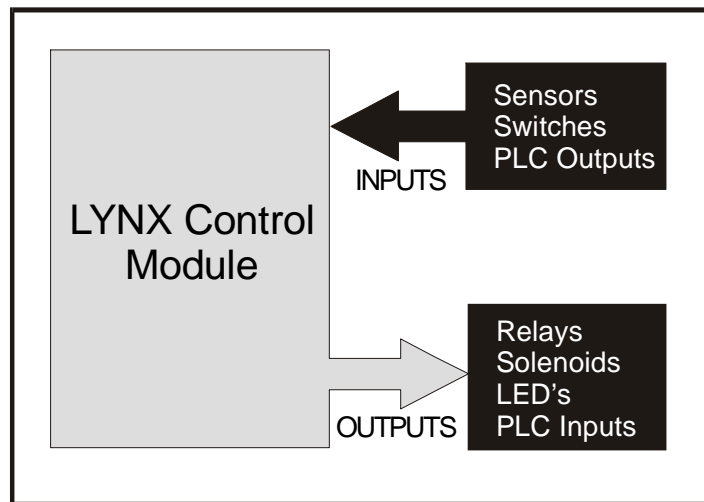 LYNX Control
Module
Sensors
Switches
PLC Outputs
INPUTS
Relays
Solenoids
LED's
PLC Inputs
OUTPUTS